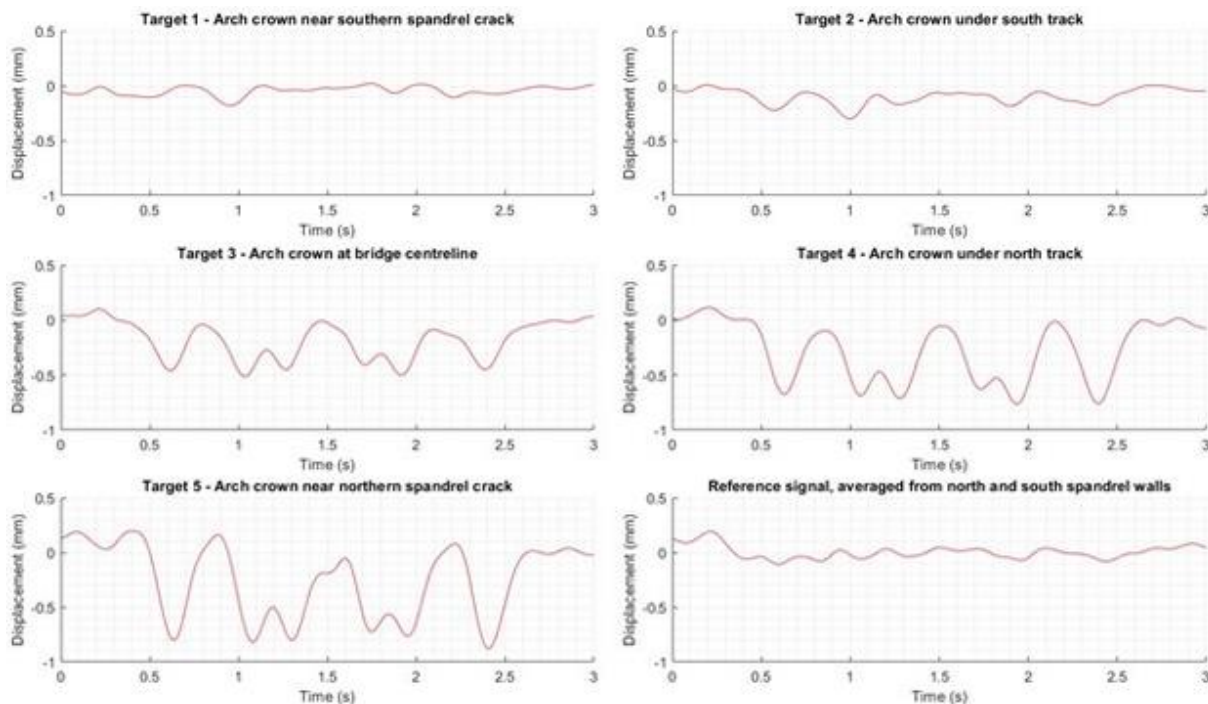 Target 1 - Arch crown near southern spandrel crack
Displacement (mm)
0.5
0
-0.5
-1
0 0.5 1 1.5 2 2.5 3
Time (s)
Target 2 - Arch crown under south track
Displacement (mm)
0.5
0
-0.5
-1
0 0.5 1 1.5 2 2.5 3
Time (s)
Target 3 - Arch crown at bridge centreline
Displacement (mm)
0.5
0
-0.5
-1
0 0.5 1 1.5 2 2.5 3
Time (s)
Target 4 - Arch crown under north track
Displacement (mm)
0.5
0
-0.5
-1
0 0.5 1 1.5 2 2.5 3
Time (s)
Target 5 - Arch crown near northern spandrel crack
Displacement (mm)
0.5
0
-0.5
-1
0 0.5 1 1.5 2 2.5 3
Time (s)
Reference signal, averaged from north and south spandrel walls
Displacement (mm)
0.5
0
-0.5
-1
0 0.5 1 1.5 2 2.5 3
Time (s)